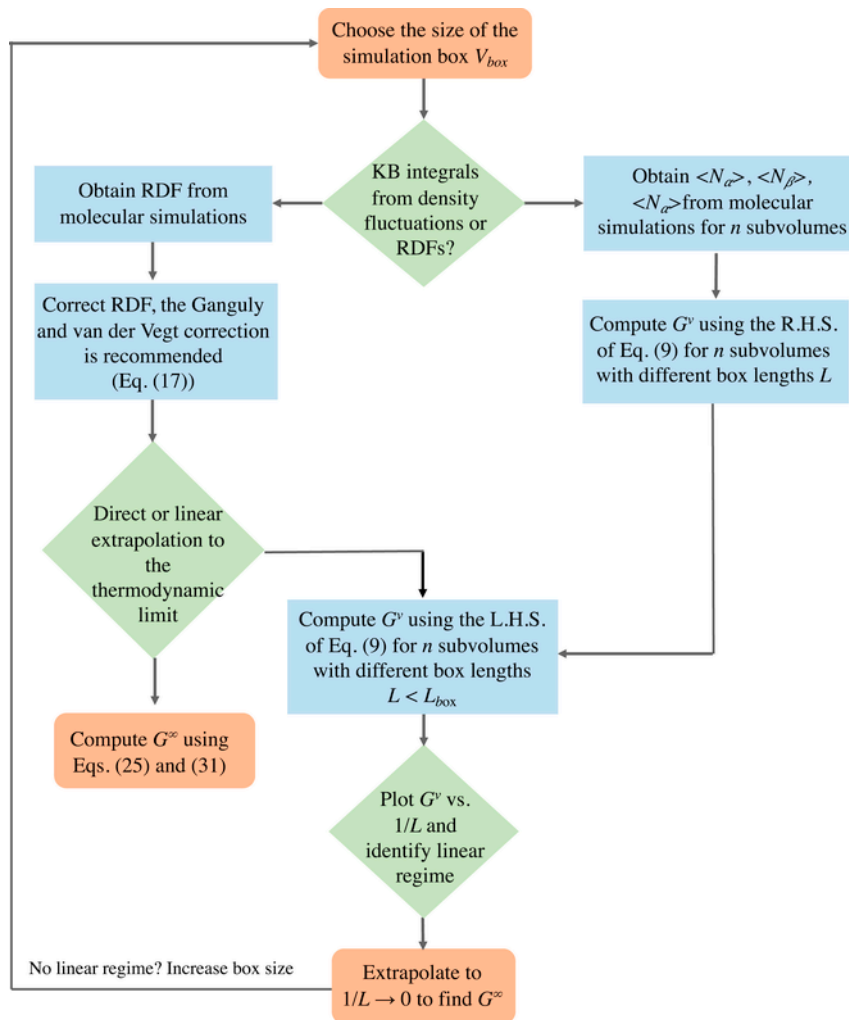 Choose the size of the
simulation box V_box
KB integrals
from density
fluctuations or
RDFs?
Obtain RDF from
molecular simulations
Obtain <N_α>, <N_β>,
<N_α>from molecular
simulations for n subvolumes
Correct RDF, the Ganguly
and van der Vegt correction
is recommended
(Eq. (17))
Compute G^v using the R.H.S.
of Eq. (9) for n subvolumes
with different box lengths L
Direct or linear
extrapolation to
the
thermodynamic
limit
Compute G^v using the L.H.S.
of Eq. (9) for n subvolumes
with different box lengths
L < L_box
Compute G^∞ using
Eqs. (25) and (31)
Plot G^v vs.
1/L and
identify linear
regime
No linear regime? Increase box size
Extrapolate to
1/L → 0 to find G^∞